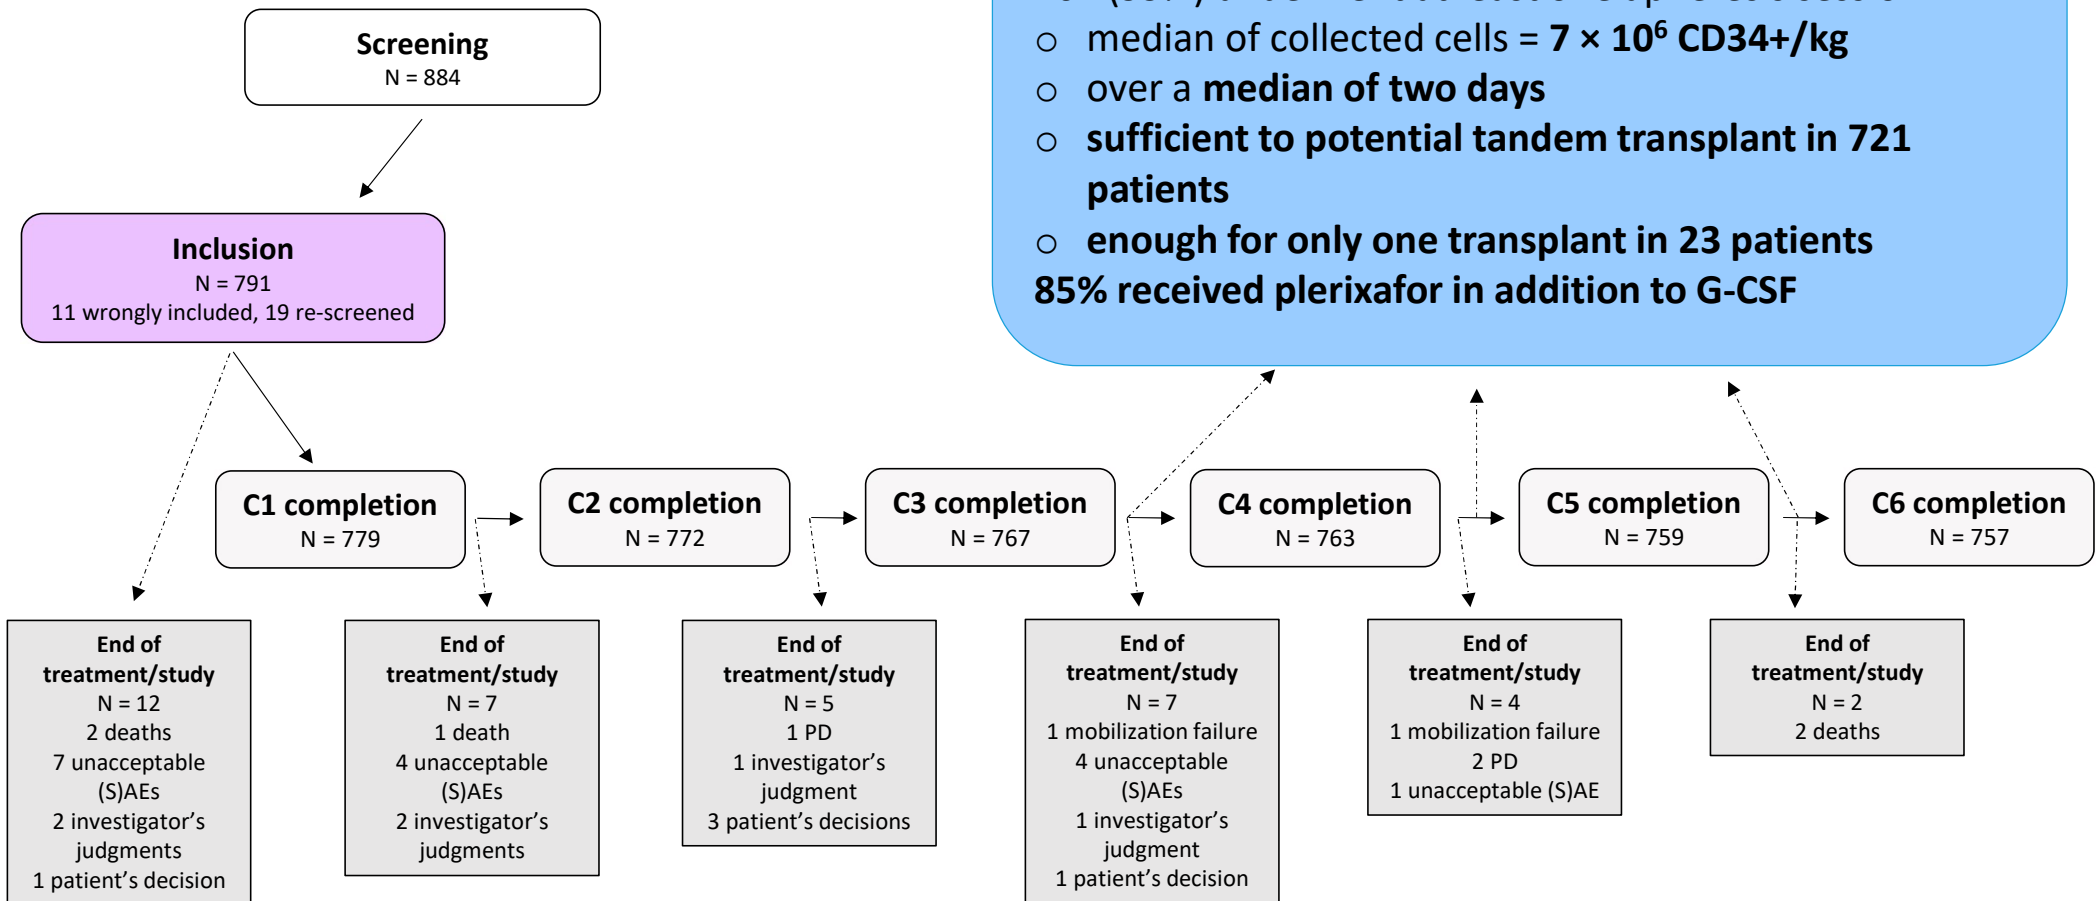 Screening
N = 884
○ median of collected cells = 7 × 10⁶ CD34+/kg
○ over a median of two days
○ sufficient to potential tandem transplant in 721
patients
○ enough for only one transplant in 23 patients
85% received plerixafor in addition to G-CSF
Inclusion
N = 791
11 wrongly included, 19 re-screened
C1 completion
N = 779
C2 completion
N = 772
C3 completion
N = 767
C4 completion
N = 763
C5 completion
N = 759
C6 completion
N = 757
End of
treatment/study
N = 12
2 deaths
7 unacceptable
(S)AEs
2 investigator's
judgments
1 patient's decision
End of
treatment/study
N = 7
1 death
4 unacceptable
(S)AEs
2 investigator's
judgments
End of
treatment/study
N = 5
1 PD
1 investigator's
judgment
3 patient's decisions
End of
treatment/study
N = 7
1 mobilization failure
4 unacceptable
(S)AEs
1 investigator's
judgment
1 patient's decision
End of
treatment/study
N = 4
1 mobilization failure
2 PD
1 unacceptable (S)AE
End of
treatment/study
N = 2
2 deaths